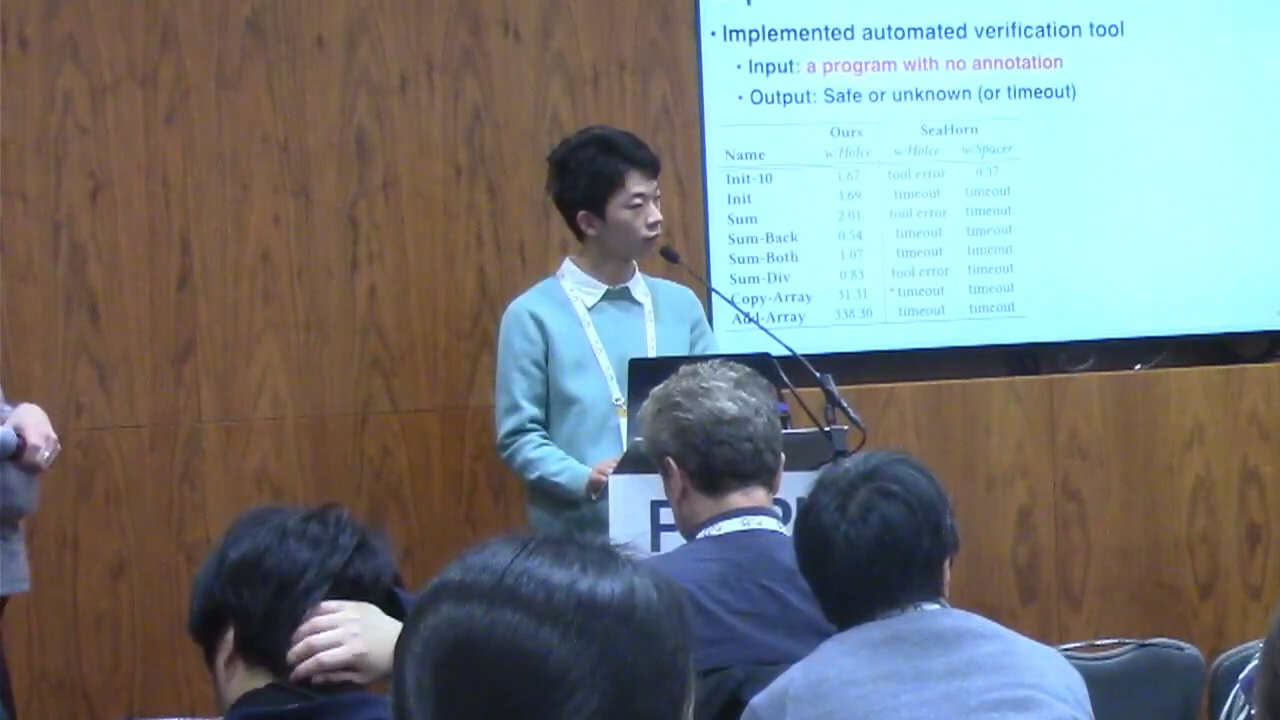 • Implemented automated verification tool
• Input: a program with no annotation
• Output: Safe or unknown (or timeout)
Ours SeaHorn
Name w/HoIce w/HoIce w/Spacer
Init-10 1.67 tool error 0.37
Init 3.69 timeout timeout
Sum 2.01 tool error timeout
Sum-Back 0.54 timeout timeout
Sum-Both 1.07 timeout timeout
Sum-Div 0.83 tool error timeout
Copy-Array 31.31 * timeout timeout
Add-Array 338.30 timeout timeout